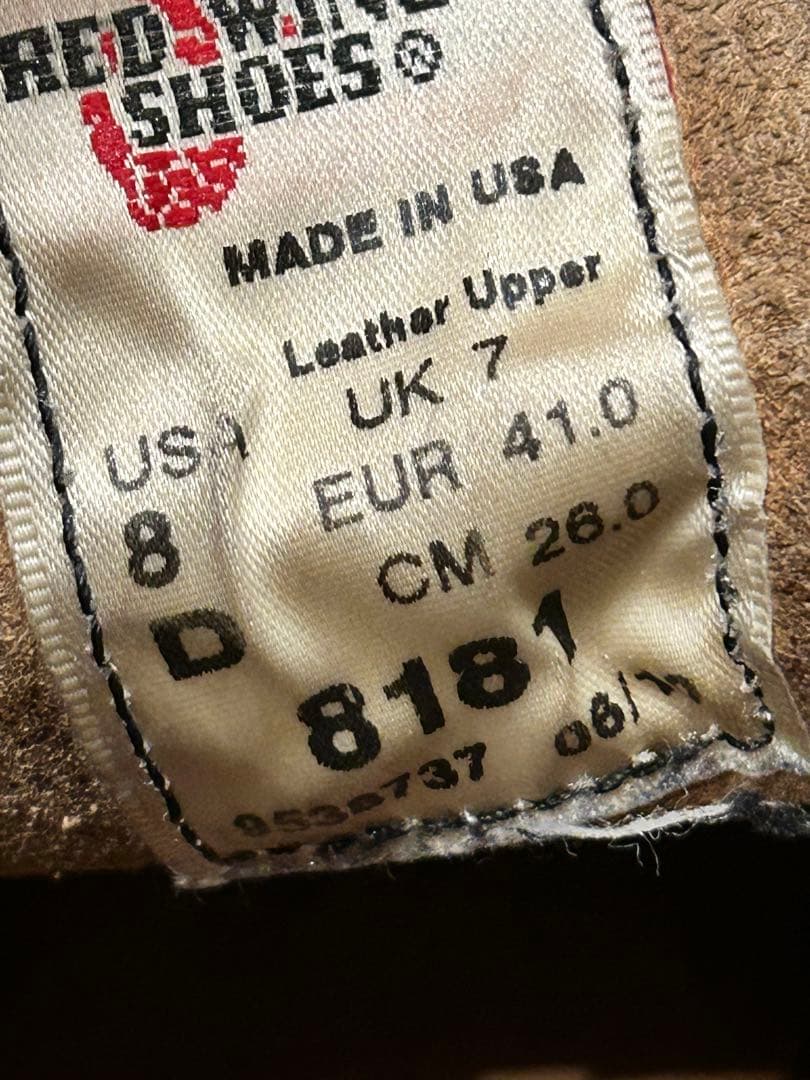 RED WING
SHOES®
MADE IN USA
Leather Upper
UK 7
USA
EUR 41.0
8
CM 26.0
D
8181